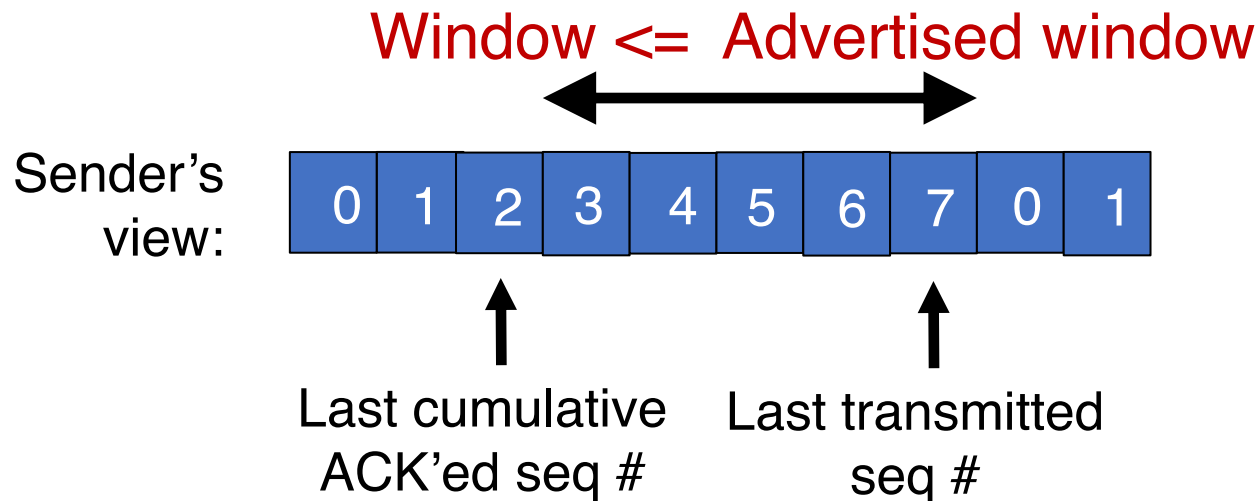 Window <= Advertised window
Sender's
view:
0 1 2 3 4 5 6 7 0 1
Last cumulative
ACK'ed seq #
Last transmitted
seq #